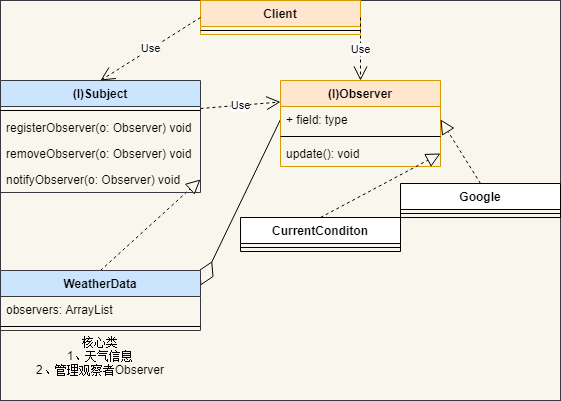 Client
Use
Use
(I)Subject
registerObserver(o: Observer) void
removeObserver(o: Observer) void
notifyObserver(o: Observer) void
Use
(I)Observer
+ field: type
update(): void
Google
CurrentConditon
WeatherData
observers: ArrayList
核心类
1、天气信息
2、管理观察者Observer